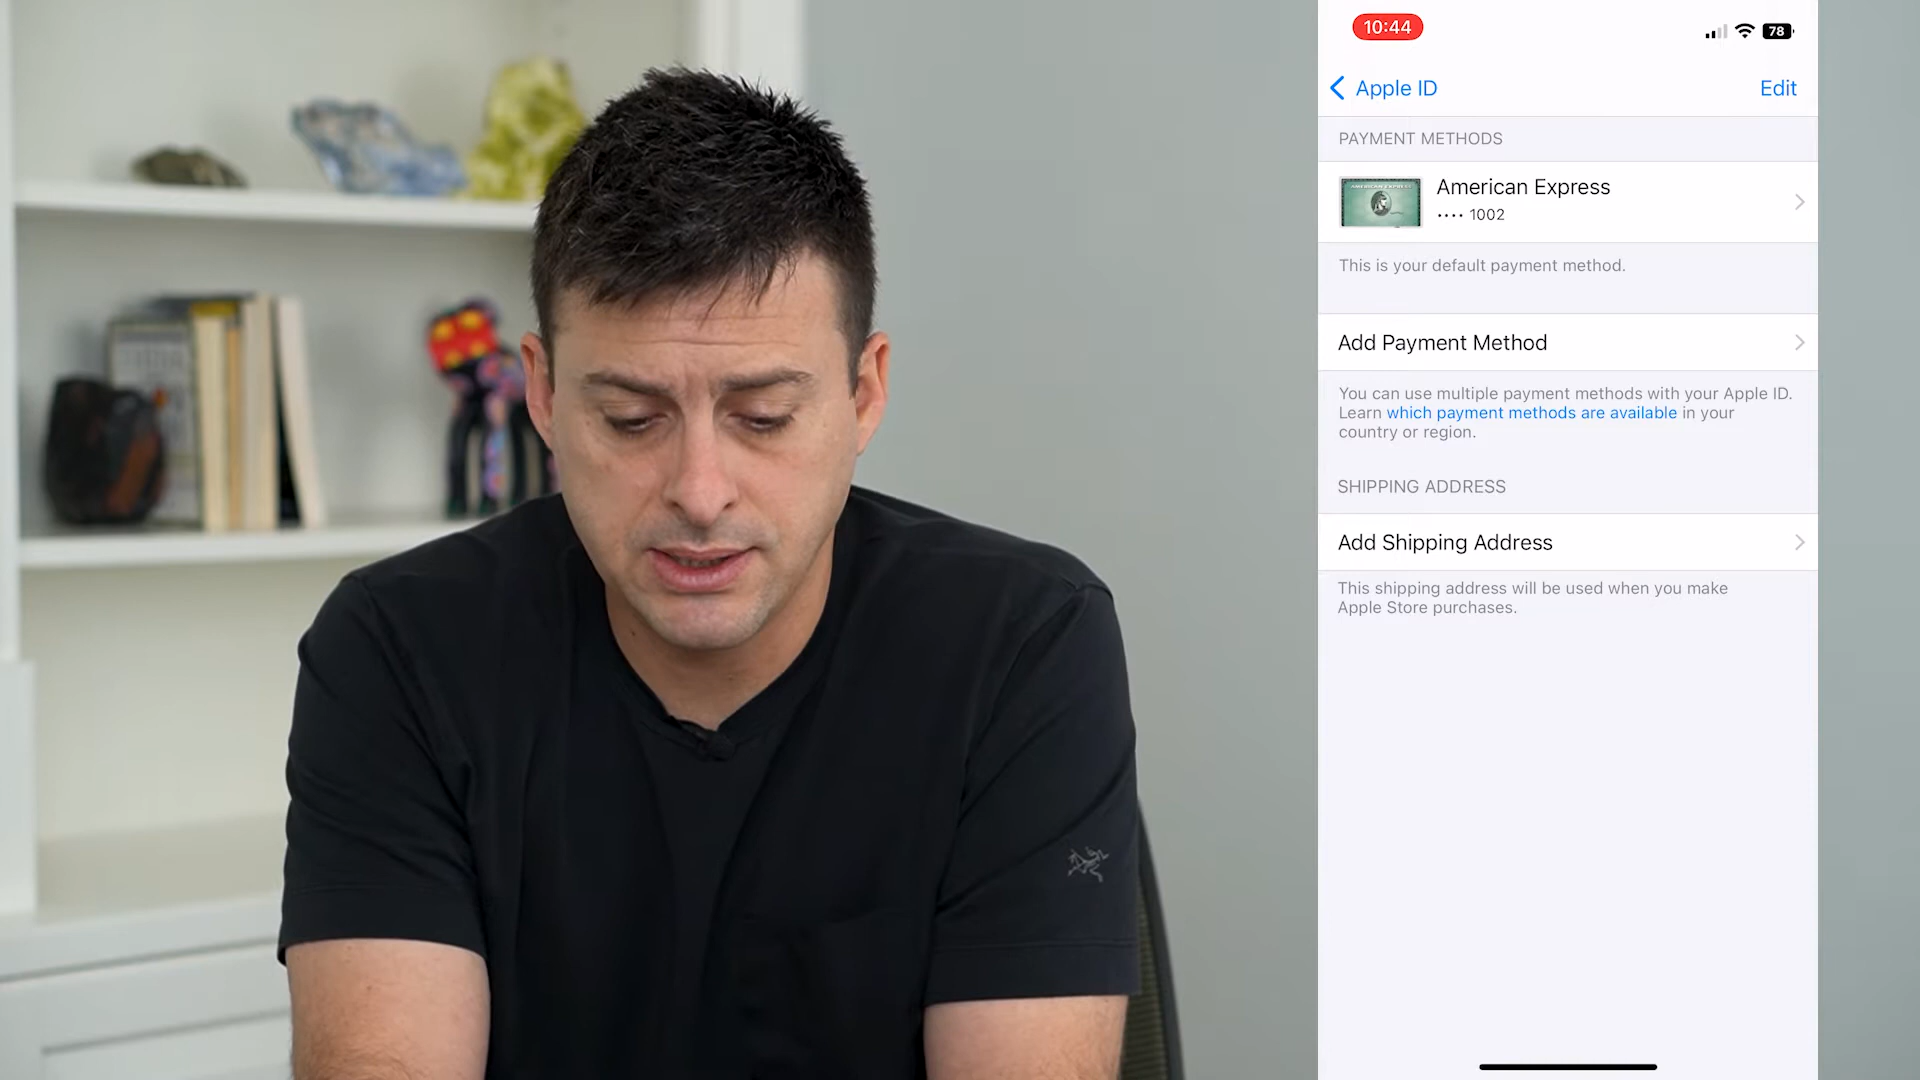 10:44
78
Apple ID
Edit
PAYMENT METHODS
American Express
•••• 1002
This is your default payment method.
Add Payment Method
You can use multiple payment methods with your Apple ID.
Learn which payment methods are available in your
country or region.
SHIPPING ADDRESS
Add Shipping Address
This shipping address will be used when you make
Apple Store purchases.